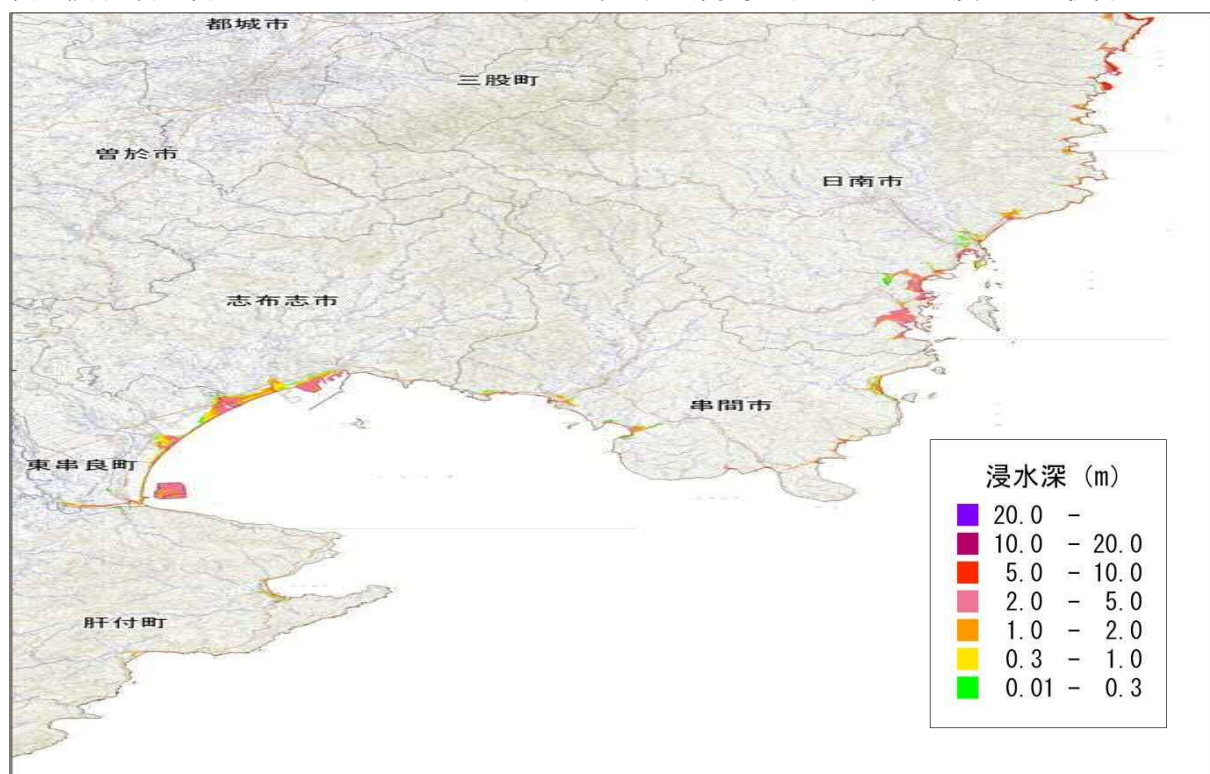 都城市
三股町
曽於市
日南市
志布志市
串間市
東串良町
肝付町
浸水深 (m)
20.0 -
10.0 - 20.0
5.0 - 10.0
2.0 - 5.0
1.0 - 2.0
0.3 - 1.0
0.01 - 0.3